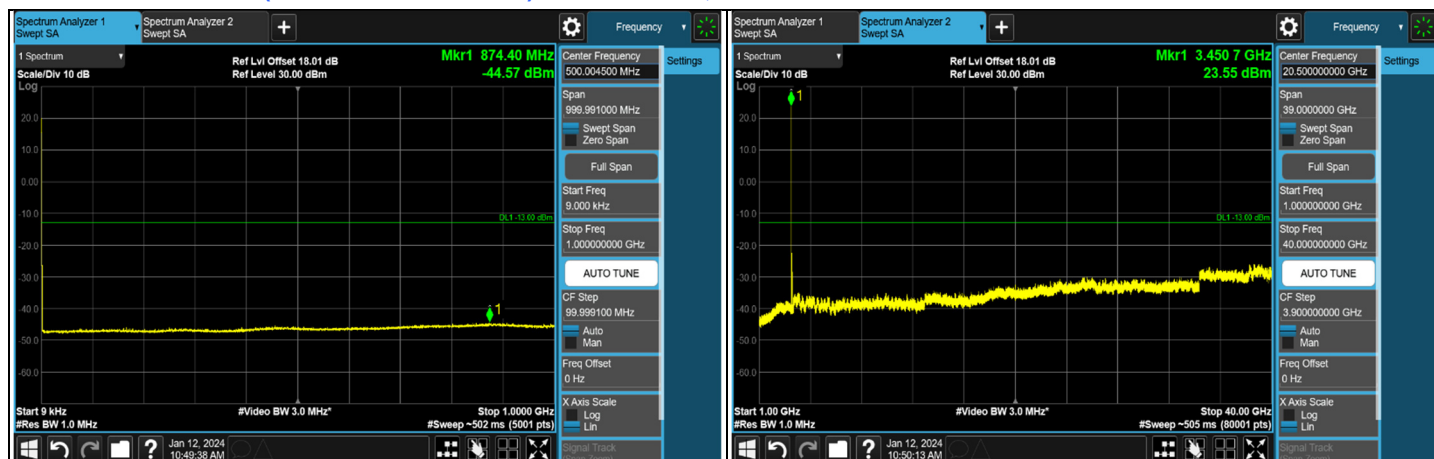 Spectrum Analyzer 1
Swept SA
Spectrum Analyzer 2
Swept SA
Frequency
1 Spectrum
Scale/Div 10 dB
Log
Ref Lvl Offset 18.01 dB
Ref Level 30.00 dBm
Mkr1 874.40 MHz
-44.57 dBm
1
20.0
10.0
0.00
-10.0
DL1 -13.00 dBm
-20.0
-30.0
-40.0
1
-50.0
-60.0
Start 9 kHz
#Res BW 1.0 MHz
#Video BW 3.0 MHz*
Stop 1.0000 GHz
#Sweep ~502 ms (5001 pts)
Center Frequency
500.004500 MHz
Settings
Span
999.991000 MHz
Swept Span
Zero Span
Full Span
Start Freq
9.000 kHz
Stop Freq
1.000000000 GHz
AUTO TUNE
CF Step
99.999100 MHz
Auto
Man
Freq Offset
0 Hz
X Axis Scale
Log
Lin
Signal Track
?
Jan 12, 2024
10:49:38 AM
Spectrum Analyzer 1
Swept SA
Spectrum Analyzer 2
Swept SA
Frequency
1 Spectrum
Scale/Div 10 dB
Log
Ref Lvl Offset 18.01 dB
Ref Level 30.00 dBm
Mkr1 3.450 7 GHz
23.55 dBm
1
20.0
10.0
0.00
-10.0
DL1 -13.00 dBm
-20.0
-30.0
-40.0
-50.0
-60.0
Start 1.00 GHz
#Res BW 1.0 MHz
#Video BW 3.0 MHz*
Stop 40.00 GHz
#Sweep ~505 ms (80001 pts)
Center Frequency
20.500000000 GHz
Settings
Span
39.0000000 GHz
Swept Span
Zero Span
Full Span
Start Freq
1.000000000 GHz
Stop Freq
40.000000000 GHz
AUTO TUNE
CF Step
3.900000000 GHz
Auto
Man
Freq Offset
0 Hz
X Axis Scale
Log
Lin
Signal Track
?
Jan 12, 2024
10:50:13 AM